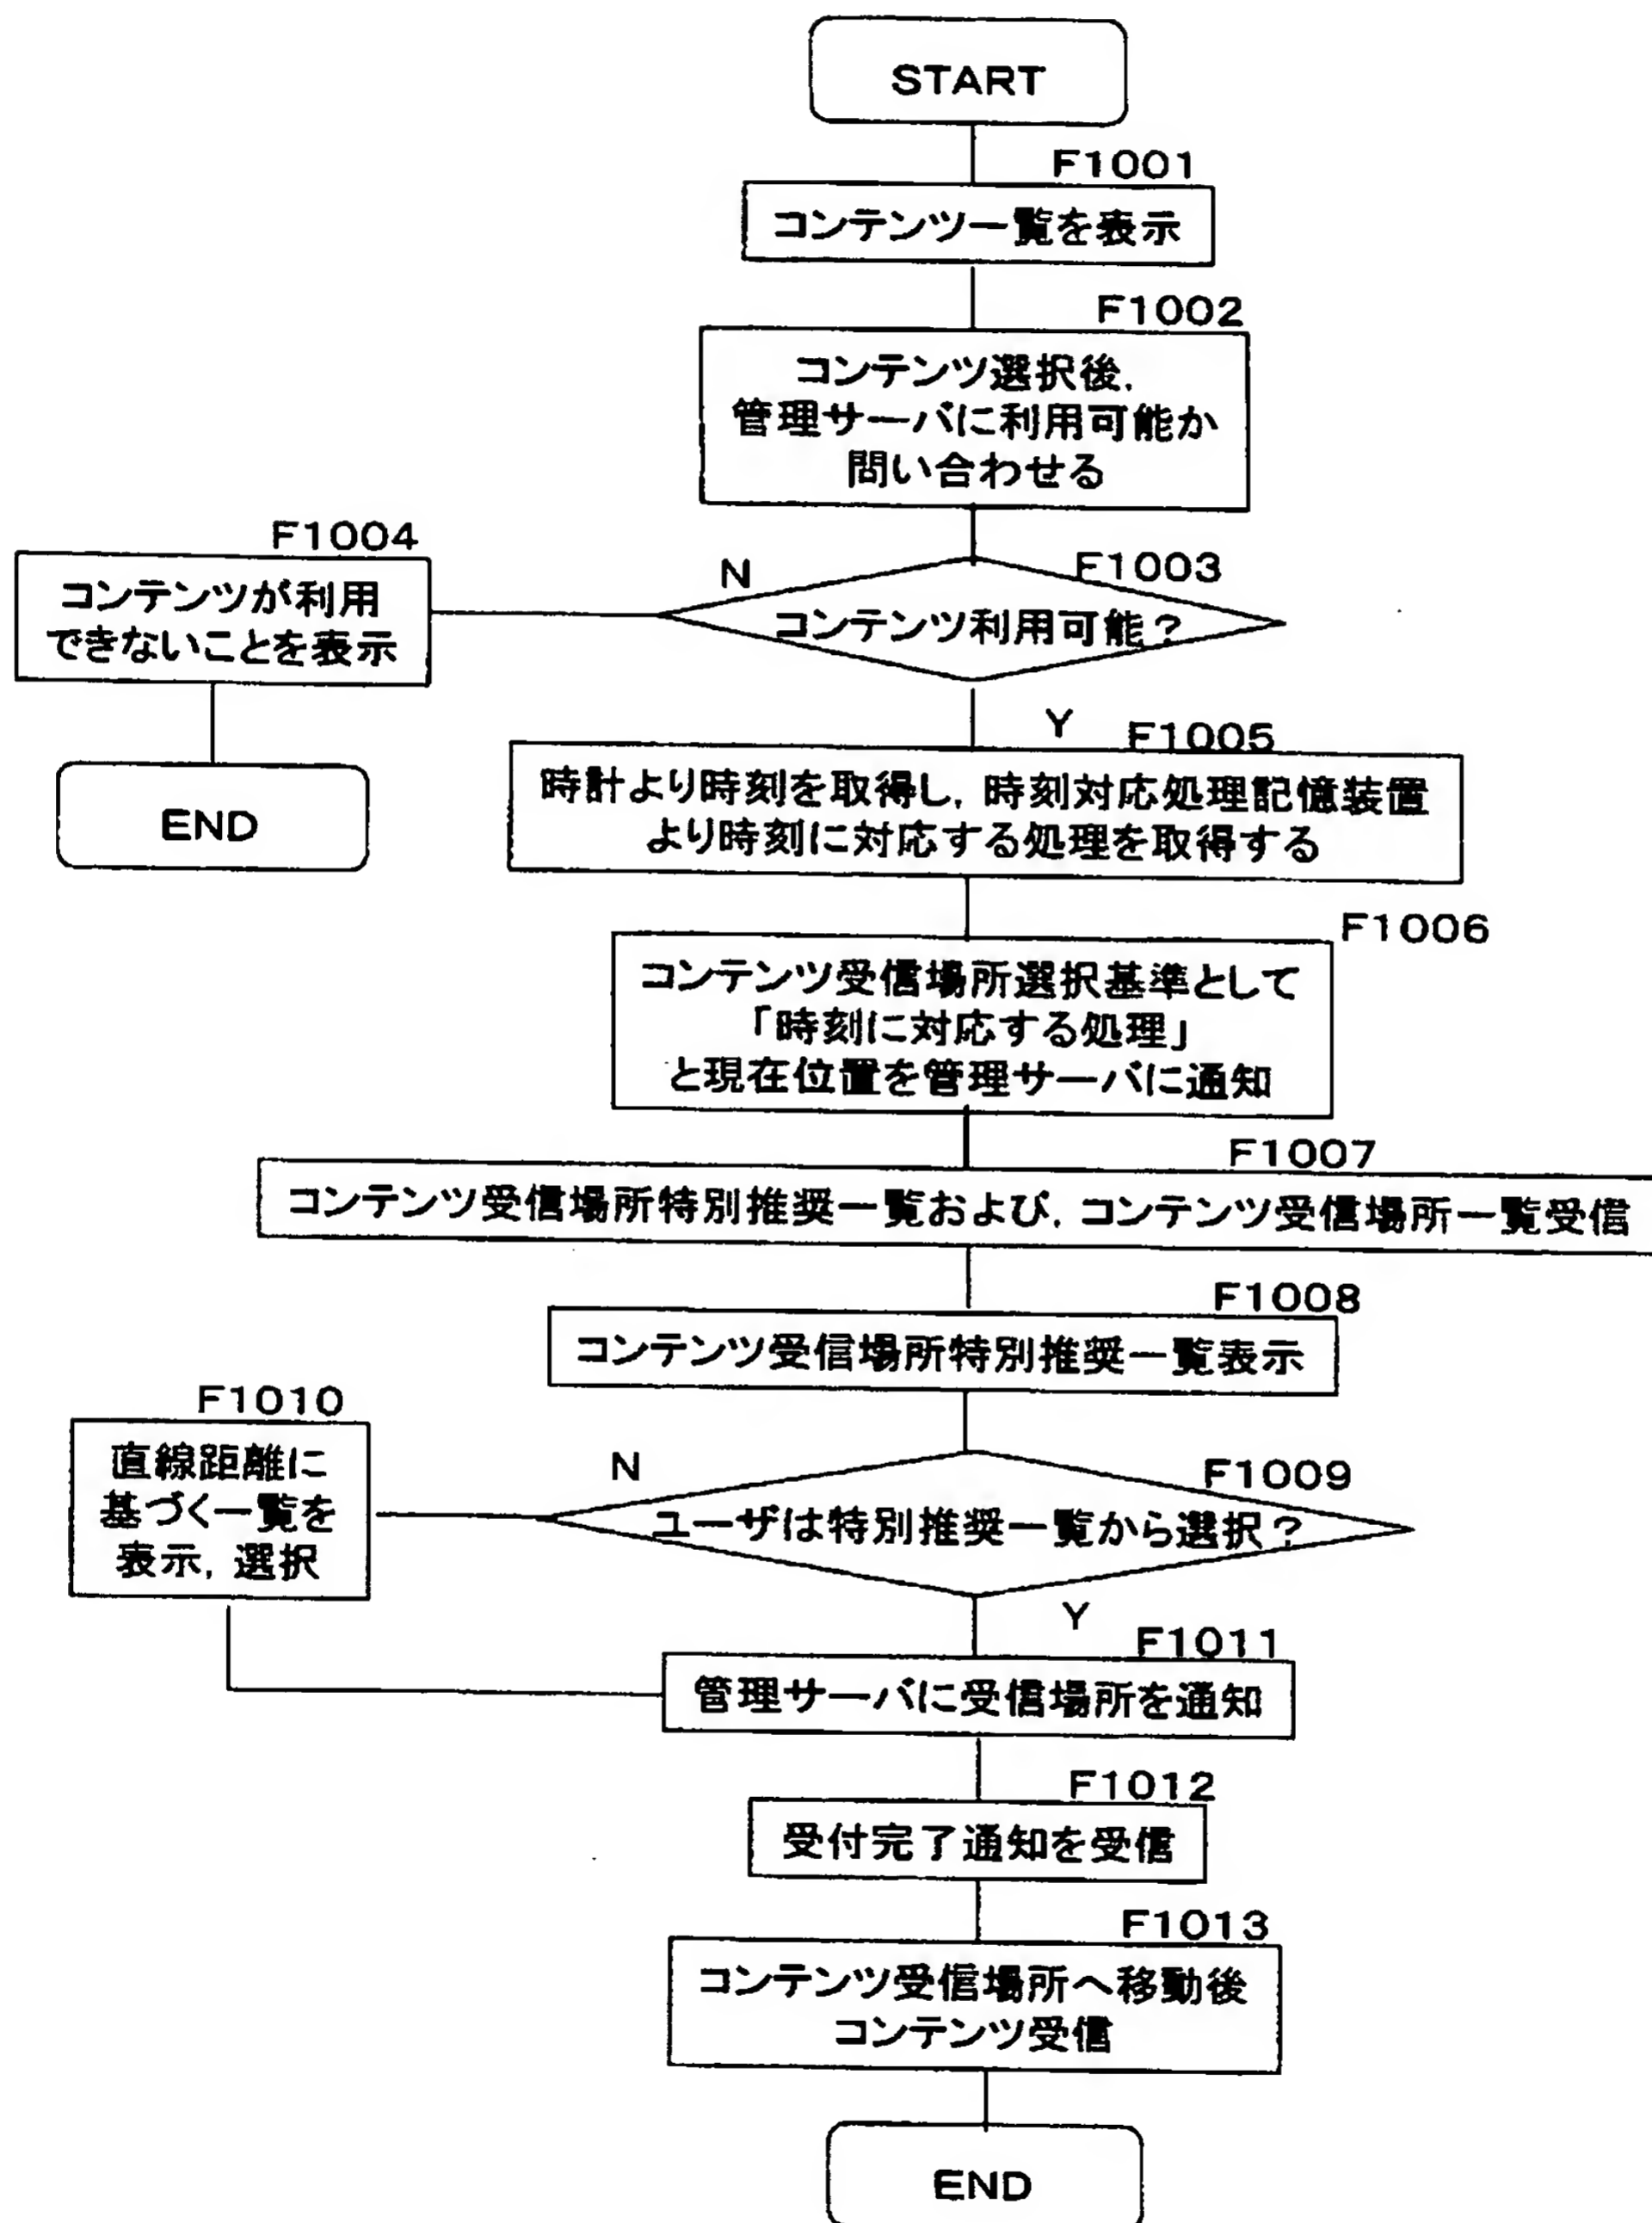 START
F1001
コンテンツ一覧を表示
F1002
コンテンツ選択後,
管理サーバに利用可能か
問い合わせる
F1003
コンテンツ利用可能?
N
F1004
コンテンツが利用
できないことを表示
END
Y
F1005
時計より時刻を取得し, 時刻対応処理記憶装置
より時刻に対応する処理を取得する
F1006
コンテンツ受信場所選択基準として
「時刻に対応する処理」
と現在位置を管理サーバに通知
F1007
コンテンツ受信場所特別推奨一覧および, コンテンツ受信場所一覧受信
F1008
コンテンツ受信場所特別推奨一覧表示
F1009
ユーザは特別推奨一覧から選択?
N
F1010
直線距離に
基づく一覧を
表示, 選択
Y
F1011
管理サーバに受信場所を通知
F1012
受付完了通知を受信
F1013
コンテンツ受信場所へ移動後
コンテンツ受信
END